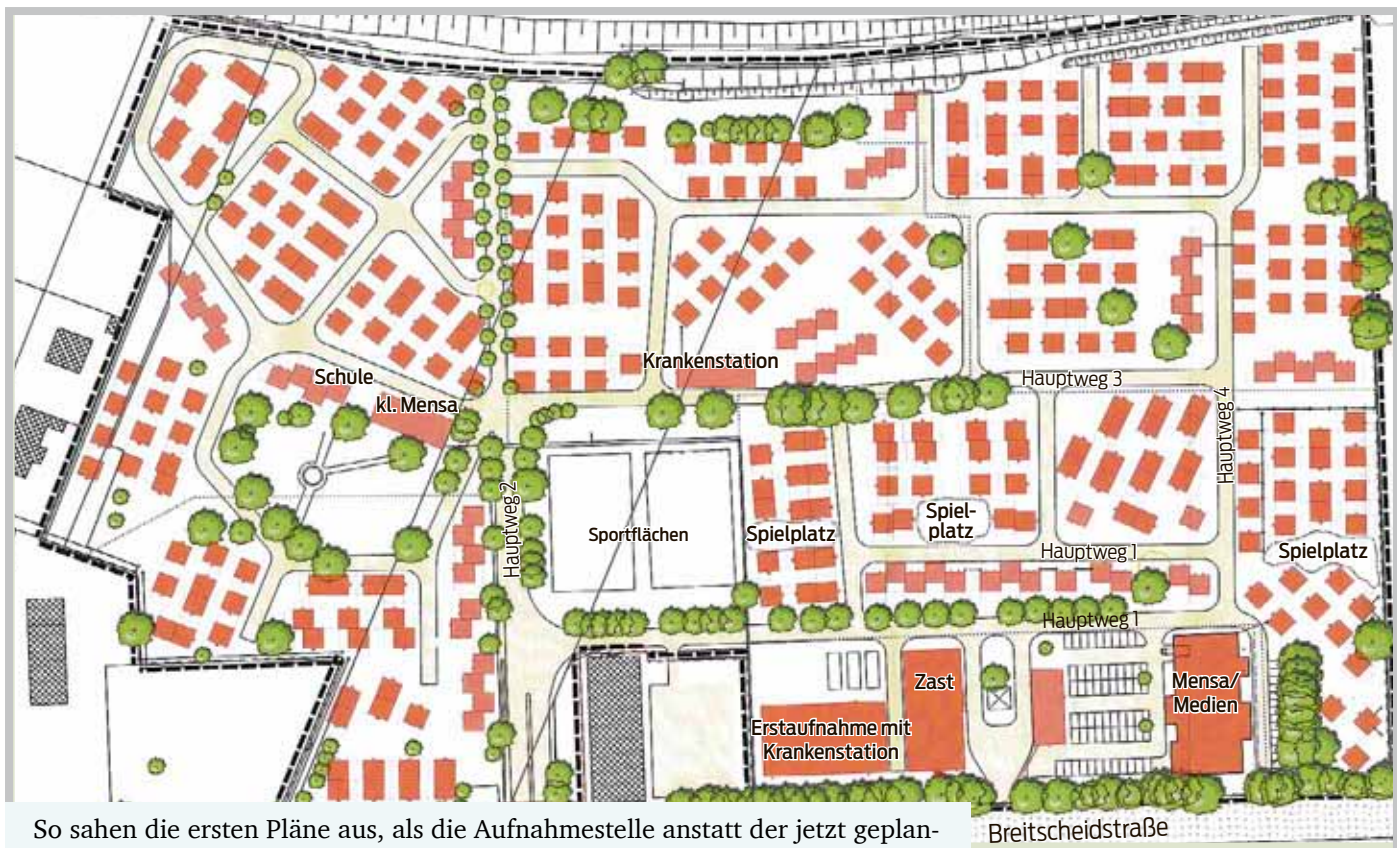 Schule
kl. Mensa
Krankenstation
Hauptweg 3
Hauptweg 4
Hauptweg 2
Sportflächen
Spielplatz
Spiel-
platz
Hauptweg 1
Spielplatz
Hauptweg 1
Zast
Mensa/
Medien
Erstaufnahme mit
Krankenstation
So sahen die ersten Pläne aus, als die Aufnahmestelle anstatt der jetzt geplan-
Breitscheidstraße